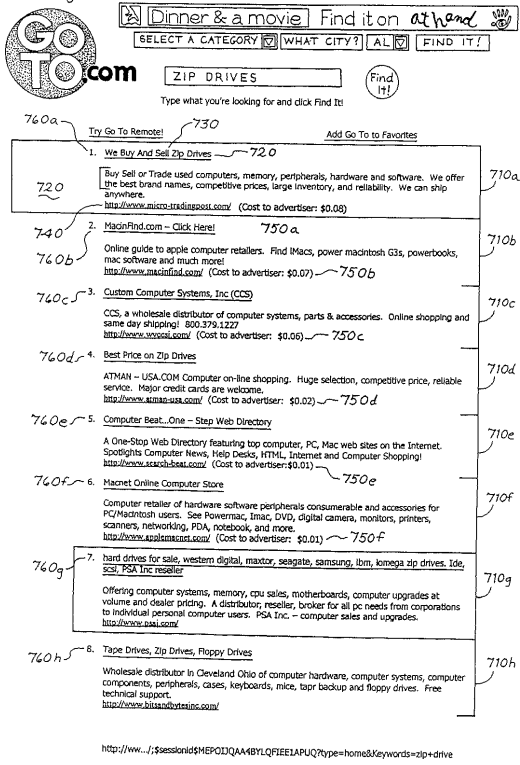 Dinner & a movie Find it on at hand
SELECT A CATEGORY WHAT CITY? AL FIND IT!
GO
TO.com
ZIP DRIVES Find It!
Type what you're looking for and click Find It!
760a 730
Try Go To Remote! Add Go To to Favorites
1. We Buy And Sell Zip Drives 720
Buy Sell or Trade used computers, memory, peripherals, hardware and software. We offer 710a
720 the best brand names, competitive prices, large inventory, and reliability. We can ship
anywhere.
http://www.micro-tradingpost.com/ (Cost to advertiser: $0.08)
740 2. MacinFind.com – Click Here! 750a 710b
760b Online guide to apple computer retailers. Find IMacs, power macintosh G3s, powerbooks,
mac software and much more!
http://www.macinfind.com/ (Cost to advertiser: $0.07) 750b
760c 3. Custom Computer Systems, Inc (CCS) 710c
CCS, a wholesale distributor of computer systems, parts & accessories. Online shopping and
same day shipping! 800.379.1227
http://www.wvccsi.com/ (Cost to advertiser: $0.06) 750c
760d 4. Best Price on Zip Drives 710d
ATMAN – USA.COM Computer on-line shopping. Huge selection, competitive price, reliable
service. Major credit cards are welcome.
http://www.atman-usa.com/ (Cost to advertiser: $0.02) 750d
760e 5. Computer Beat...One – Step Web Directory 710e
A One-Stop Web Directory featuring top computer, PC, Mac web sites on the Internet.
Spotlights Computer News, Help Desks, HTML, Internet and Computer Shopping!
http://www.search-beat.com/ (Cost to advertiser:$0.01) 750e
760f 6. Macnet Online Computer Store 710f
Computer retailer of hardware software peripherals consumerable and accessories for
PC/MacIntosh users. See Powermac, Imac, DVD, digital camera, monitors, printers,
scanners, networking, PDA, notebook, and more.
http://www.applemacnet.com/ (Cost to advertiser: $0.01) 750f
760g 7. hard drives for sale, western digital, maxtor, seagate, samsung, ibm, iomega zip drives. Ide,
scsi, PSA Inc reseller 710g
Offering computer systems, memory, cpu sales, motherboards, computer upgrades at
volume and dealer pricing. A distributor, reseller, broker for all pc needs from corporations
to individual personal computer users. PSA Inc. – computer sales and upgrades.
http://www.psaj.com/
760h 8. Tape Drives, Zip Drives, Floppy Drives 710h
Wholesale distributor in Cleveland Ohio of computer hardware, computer systems, computer
components, peripherals, cases, keyboards, mice, tapr backup and floppy drives. Free
technical support.
http://www.bitsandbytesinc.com/
http://ww.../;$sessionid$MEPOIJQAA4BYLQFIEE1APUQ?type=home&Keywords=zip+drive